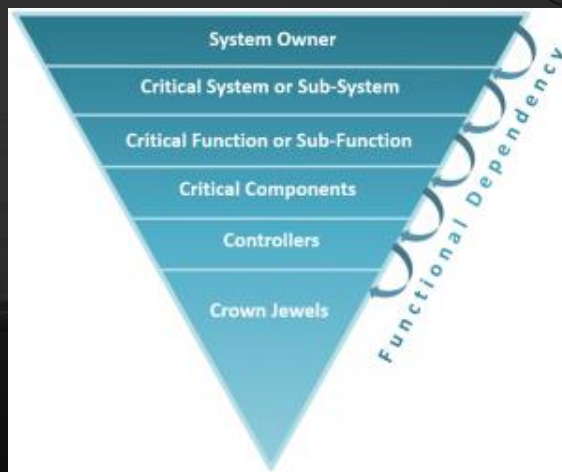 System Owner
Critical System or Sub-System
Critical Function or Sub-Function
Critical Components
Controllers
Crown Jewels
Functional Dependency